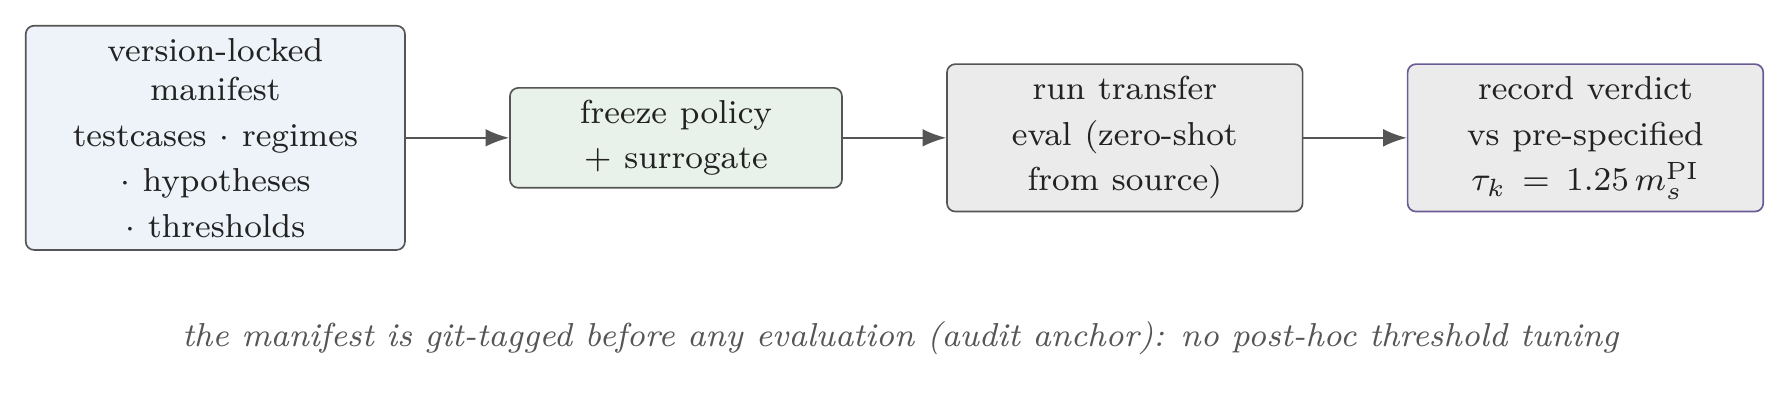 version-locked
manifest
testcases · regimes
· hypotheses
· thresholds
freeze policy
+ surrogate
run transfer
eval (zero-shot
from source)
record verdict
vs pre-specified
τ_k = 1.25 m_s^PI
the manifest is git-tagged before any evaluation (audit anchor): no post-hoc threshold tuning